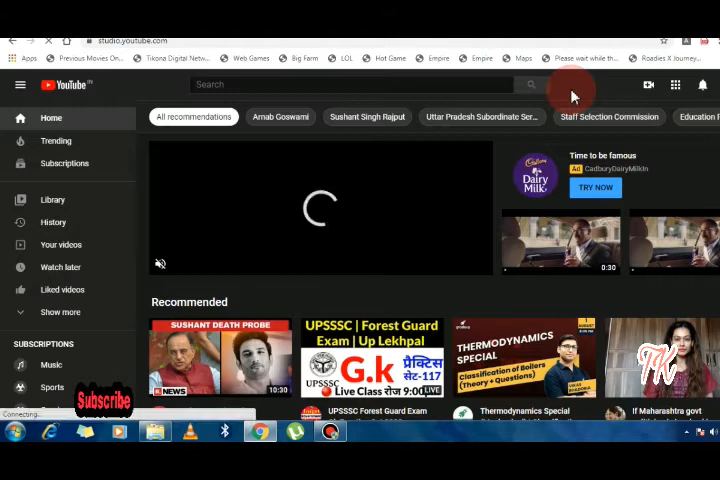 studio.youtube.com
Apps
Previous Movies On...
Tikona Digital Netw...
Web Games
Big Farm
LOL
Hot Game
Empire
Empire
Maps
Please wait while th...
Roadies X Journey...
YouTube IN
Search
Home
Trending
Subscriptions
Library
History
Your videos
Watch later
Liked videos
Show more
SUBSCRIPTIONS
Music
Sports
Subscribe
Connecting...
All recommendations
Arnab Goswami
Sushant Singh Rajput
Uttar Pradesh Subordinate Ser...
Staff Selection Commission
Education
Cadbury
Dairy
Milk
Time to be famous
Ad CadburyDairyMilkIn
TRY NOW
0:30
Recommended
SUSHANT DEATH PROBE
NEWS
10:30
UPSSSC | Forest Guard
Exam | Up Lekhpal
G.k प्रैक्टिस
सेट-117
Live Class रोज 9:00
LIVE
UPSSSC Forest Guard Exam
THERMODYNAMICS
SPECIAL
Classification of Boilers
(Theory + Questions)
Thermodynamics Special
TK
If Maharashtra govt